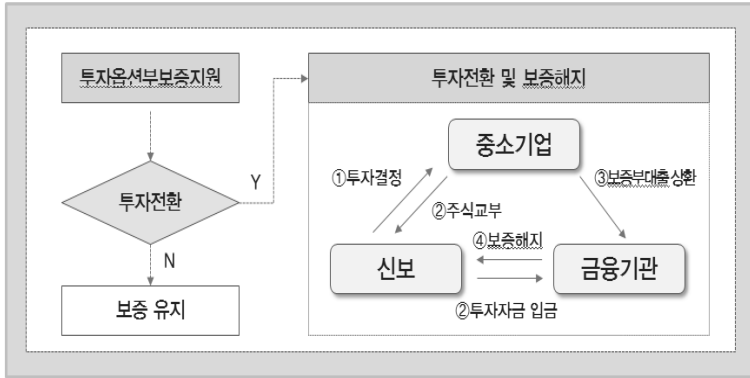 투자옵션부보증지원
투자전환
Y
N
보증 유지
투자전환 및 보증해지
중소기업
①투자결정
③보증부대출 상환
②주식교부
④보증해지
신보
금융기관
②투자자금 입금